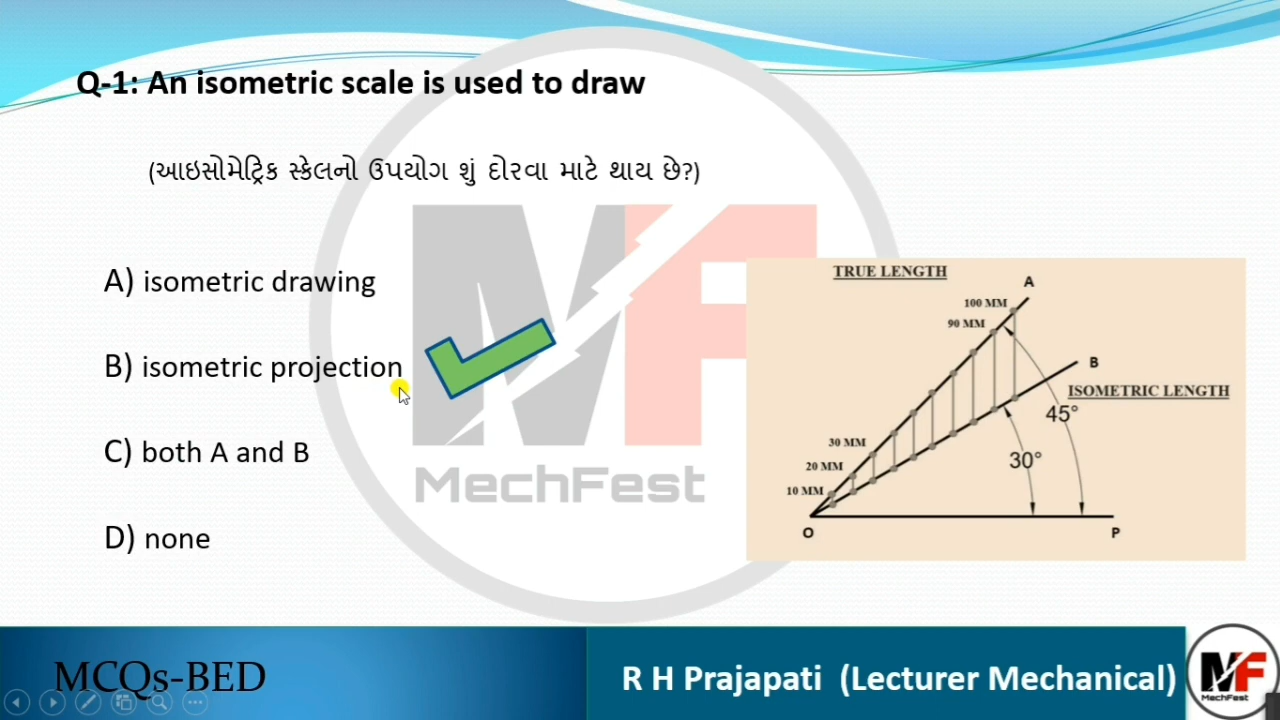 Q-1: An isometric scale is used to draw
(આઇસોમેટ્રિક સ્કેલનો ઉપયોગ શું દોરવા માટે થાય છે?)
A) isometric drawing
B) isometric projection
C) both A and B
D) none
MechFest
TRUE LENGTH
A
100 MM
90 MM
B
ISOMETRIC LENGTH
45°
30 MM
30°
20 MM
10 MM
O
P
MCQs-BED
R H Prajapati (Lecturer Mechanical)
MF
MechFest